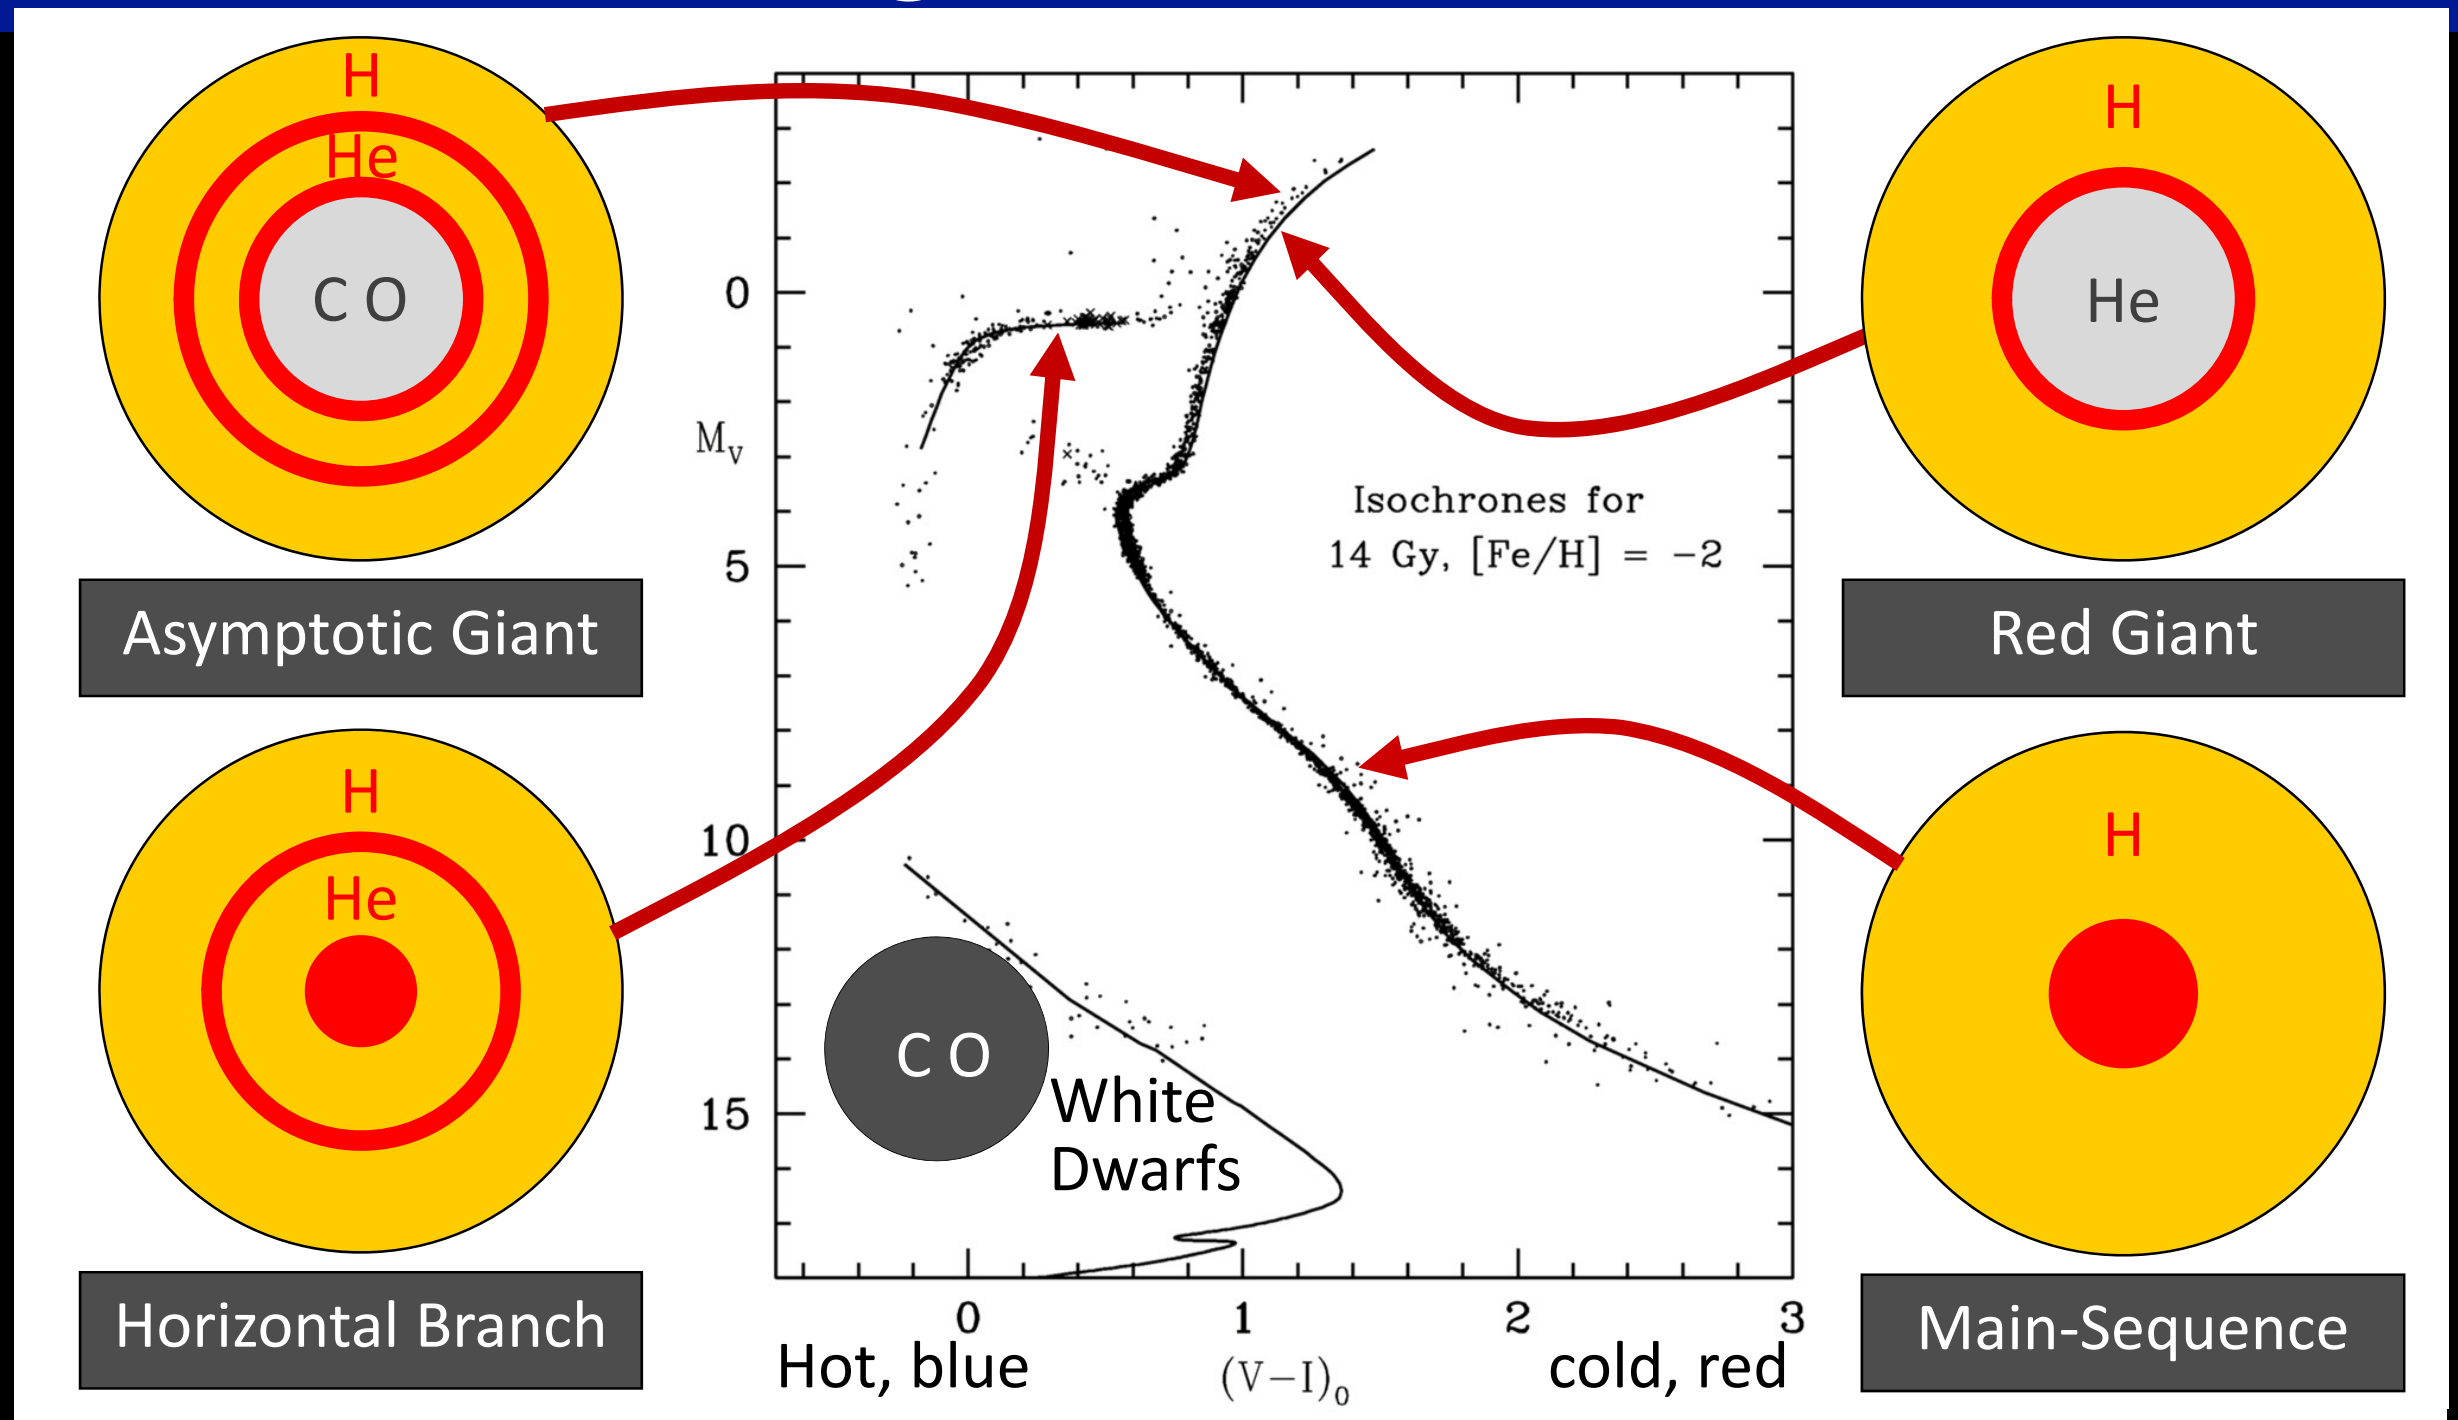 H
He
C O
Asymptotic Giant
H
He
Red Giant
H
He
Horizontal Branch
H
Main-Sequence
0
M_V
5
10
15
Isochrones for
14 Gy, [Fe/H] = −2
C O
White
Dwarfs
0 1 2 3
Hot, blue
(V−I)₀
cold, red